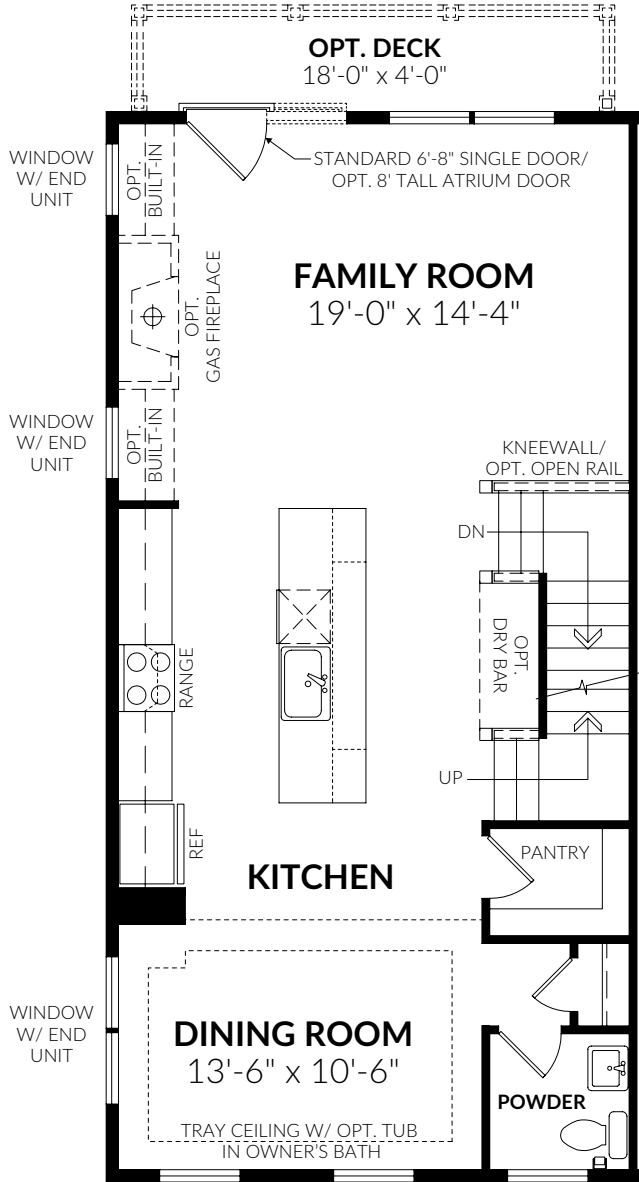 OPT. DECK
18'-0" x 4'-0"
WINDOW
W/ END
UNIT
OPT.
BUILT-IN
STANDARD 6'-8" SINGLE DOOR/
OPT. 8' TALL ATRIUM DOOR
FAMILY ROOM
19'-0" x 14'-4"
OPT.
GAS FIREPLACE
WINDOW
W/ END
UNIT
OPT.
BUILT-IN
KNEEWALL/
OPT. OPEN RAIL
DN
OPT.
DRY BAR
RANGE
UP
REF
KITCHEN
PANTRY
WINDOW
W/ END
UNIT
DINING ROOM
13'-6" x 10'-6"
POWDER
TRAY CEILING W/ OPT. TUB
IN OWNER'S BATH